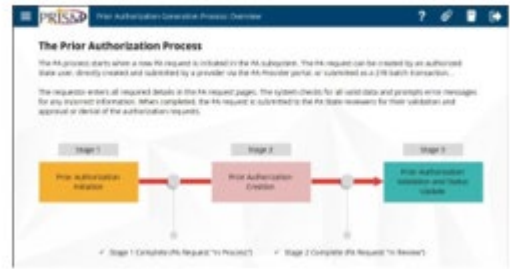 PRISM Prior Authorization Generation Process Overview
The Prior Authorization Process
The PA process starts when a new PA request is initiated in the PA subsystem. The PA request can be created by an authorized
State user, directly created and submitted by a provider via the PA Provider portal, or submitted as a 278 batch transaction.
The requestor enters all required details in the PA request pages. The system checks for all valid data and prompts error messages
for any incorrect information. When completed, the PA request is submitted to the PA State reviewers for their validation and
approval or denial of the authorization requests.
Stage 1
Stage 2
Stage 3
Prior Authorization
Initiation
Prior Authorization
Creation
Prior Authorization
Validation and Status
Update
✓ Stage 1 Complete (PA Request "In Process")
✓ Stage 2 Complete (PA Request "In Review")